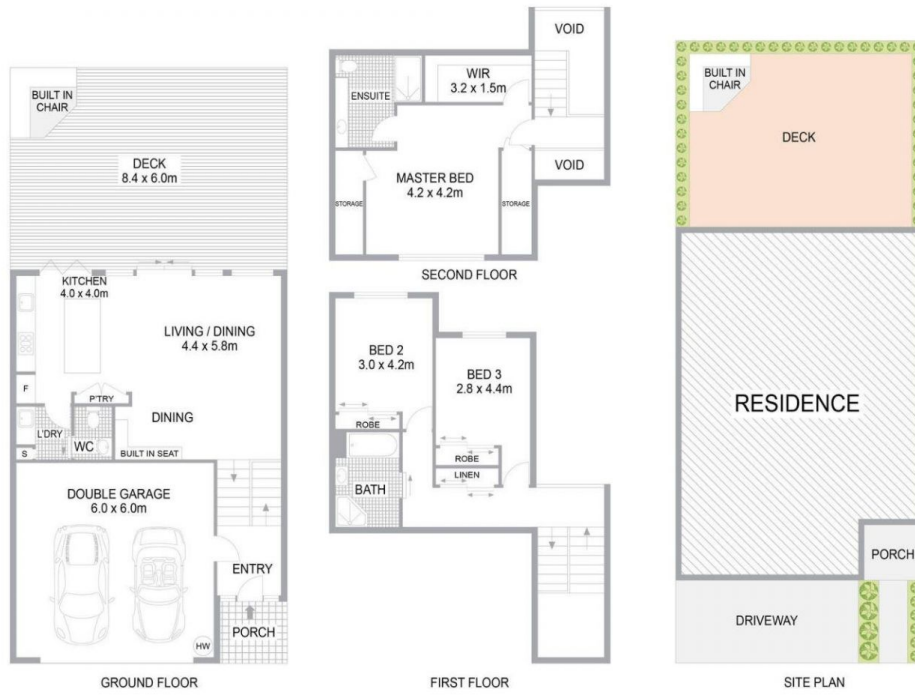 BUILT IN
CHAIR
DECK
8.4 x 6.0m
KITCHEN
4.0 x 4.0m
LIVING / DINING
4.4 x 5.8m
F
P'TRY
DINING
L'DRY
WC
S
BUILT IN SEAT
DOUBLE GARAGE
6.0 x 6.0m
ENTRY
PORCH
HW
GROUND FLOOR
VOID
WIR
3.2 x 1.5m
ENSUITE
MASTER BED
4.2 x 4.2m
VOID
STORAGE
STORAGE
SECOND FLOOR
BED 2
3.0 x 4.2m
BED 3
2.8 x 4.4m
ROBE
ROBE
LINEN
BATH
FIRST FLOOR
BUILT IN
CHAIR
DECK
RESIDENCE
PORCH
DRIVEWAY
SITE PLAN